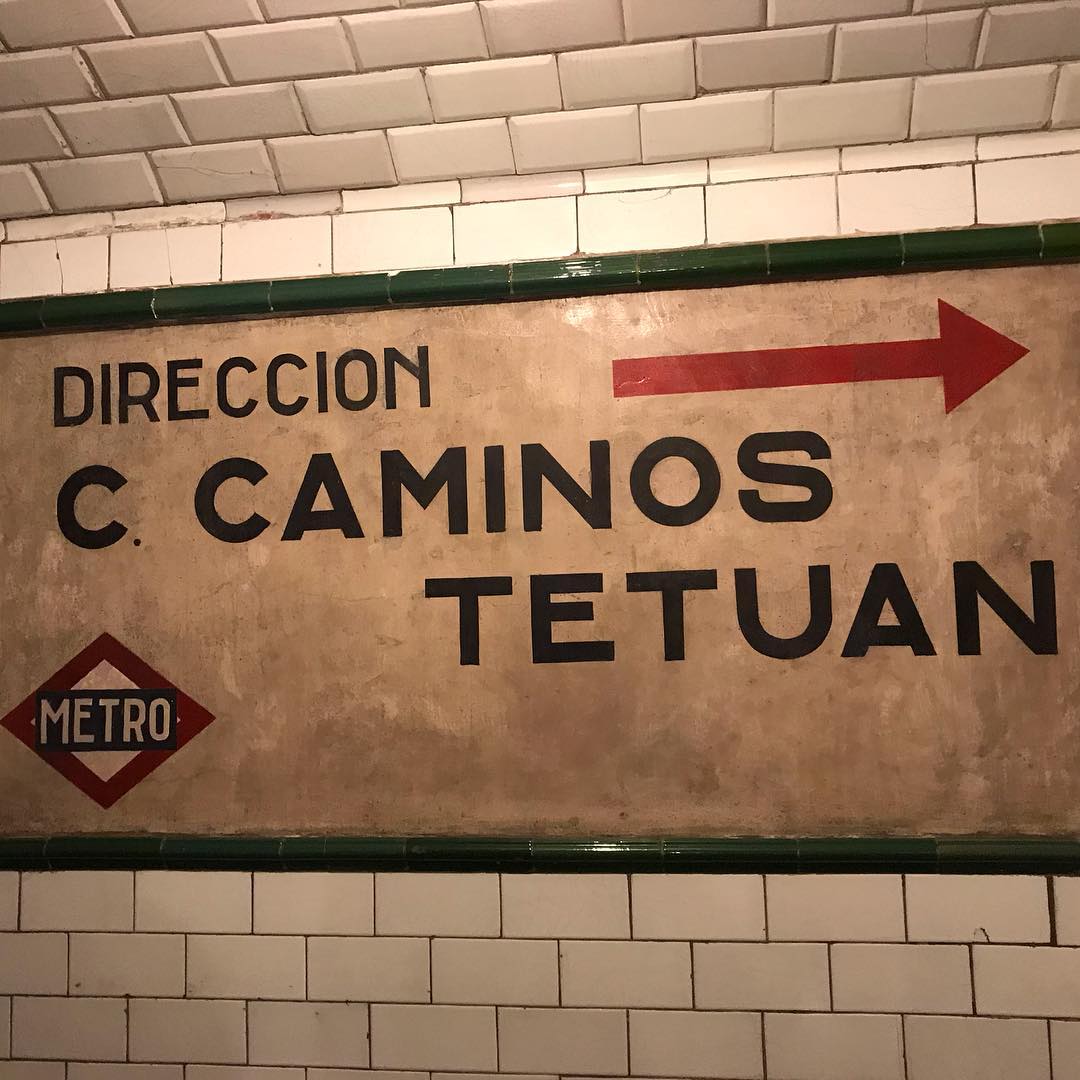 DIRECCION
C. CAMINOS
TETUAN
METRO